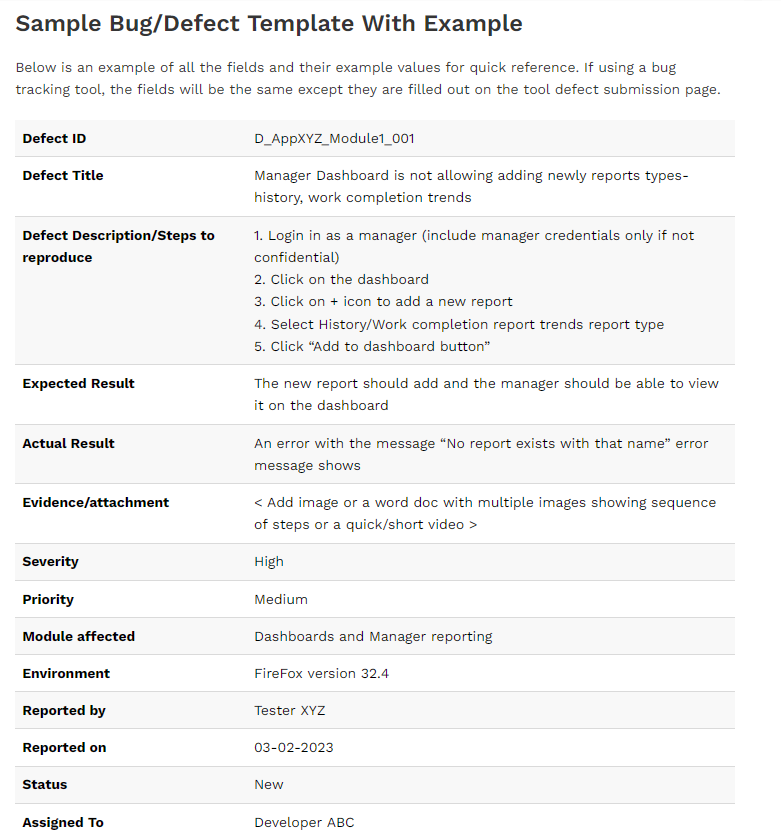 Sample Bug/Defect Template With Example
Below is an example of all the fields and their example values for quick reference. If using a bug
tracking tool, the fields will be the same except they are filled out on the tool defect submission page.
Defect ID D_AppXYZ_Module1_001
Defect Title Manager Dashboard is not allowing adding newly reports types-
history, work completion trends
Defect Description/Steps to 1. Login in as a manager (include manager credentials only if not
reproduce confidential)
2. Click on the dashboard
3. Click on + icon to add a new report
4. Select History/Work completion report trends report type
5. Click “Add to dashboard button”
Expected Result The new report should add and the manager should be able to view
it on the dashboard
Actual Result An error with the message “No report exists with that name” error
message shows
Evidence/attachment < Add image or a word doc with multiple images showing sequence
of steps or a quick/short video >
Severity High
Priority Medium
Module affected Dashboards and Manager reporting
Environment FireFox version 32.4
Reported by Tester XYZ
Reported on 03-02-2023
Status New
Assigned To Developer ABC